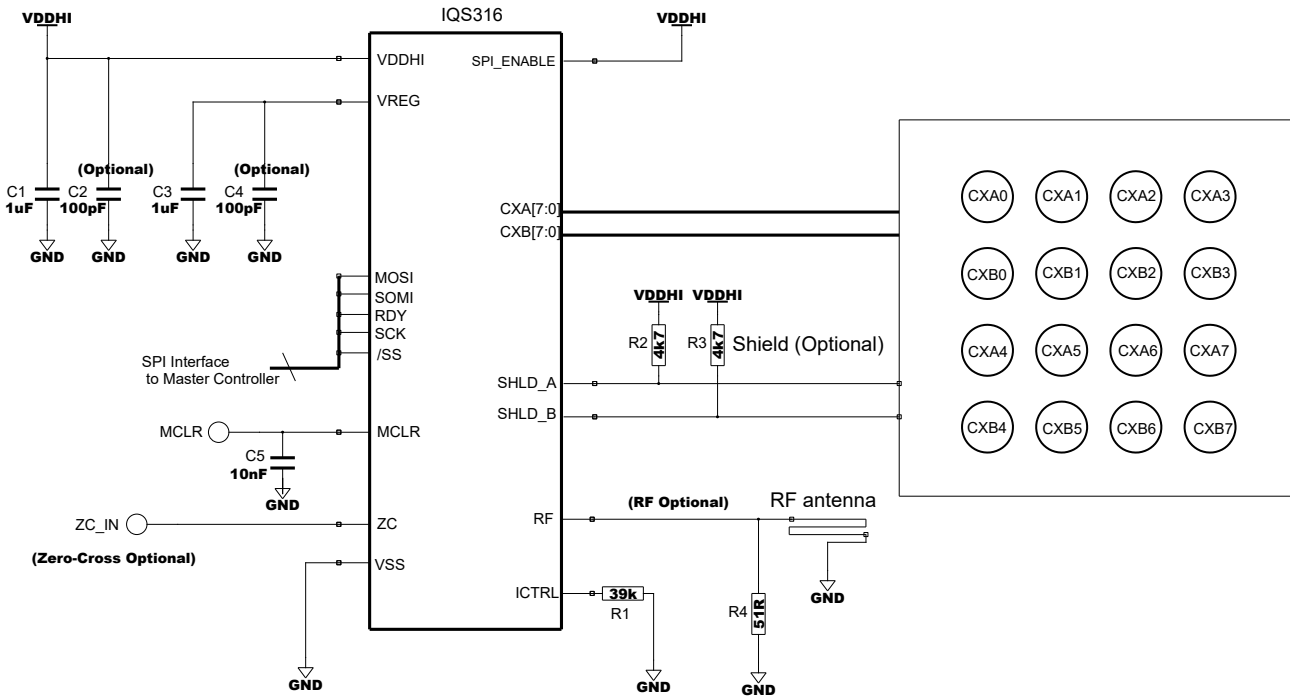 IQS316
VDDHI
VDDHI
VDDHI
SPI_ENABLE
VREG
(Optional)
(Optional)
C1
1uF
C2
100pF
C3
1uF
C4
100pF
GND
GND
GND
GND
CXA[7:0]
CXB[7:0]
CXA0
CXA1
CXA2
CXA3
CXB0
CXB1
CXB2
CXB3
CXA4
CXA5
CXA6
CXA7
CXB4
CXB5
CXB6
CXB7
MOSI
SOMI
RDY
SCK
/SS
SPI Interface
to Master Controller
VDDHI
VDDHI
R2
4k7
R3
4k7
Shield (Optional)
SHLD_A
SHLD_B
MCLR
MCLR
C5
10nF
GND
ZC_IN
ZC
(Zero-Cross Optional)
VSS
GND
RF
(RF Optional)
RF antenna
GND
ICTRL
39k
R1
GND
R4
51R
GND